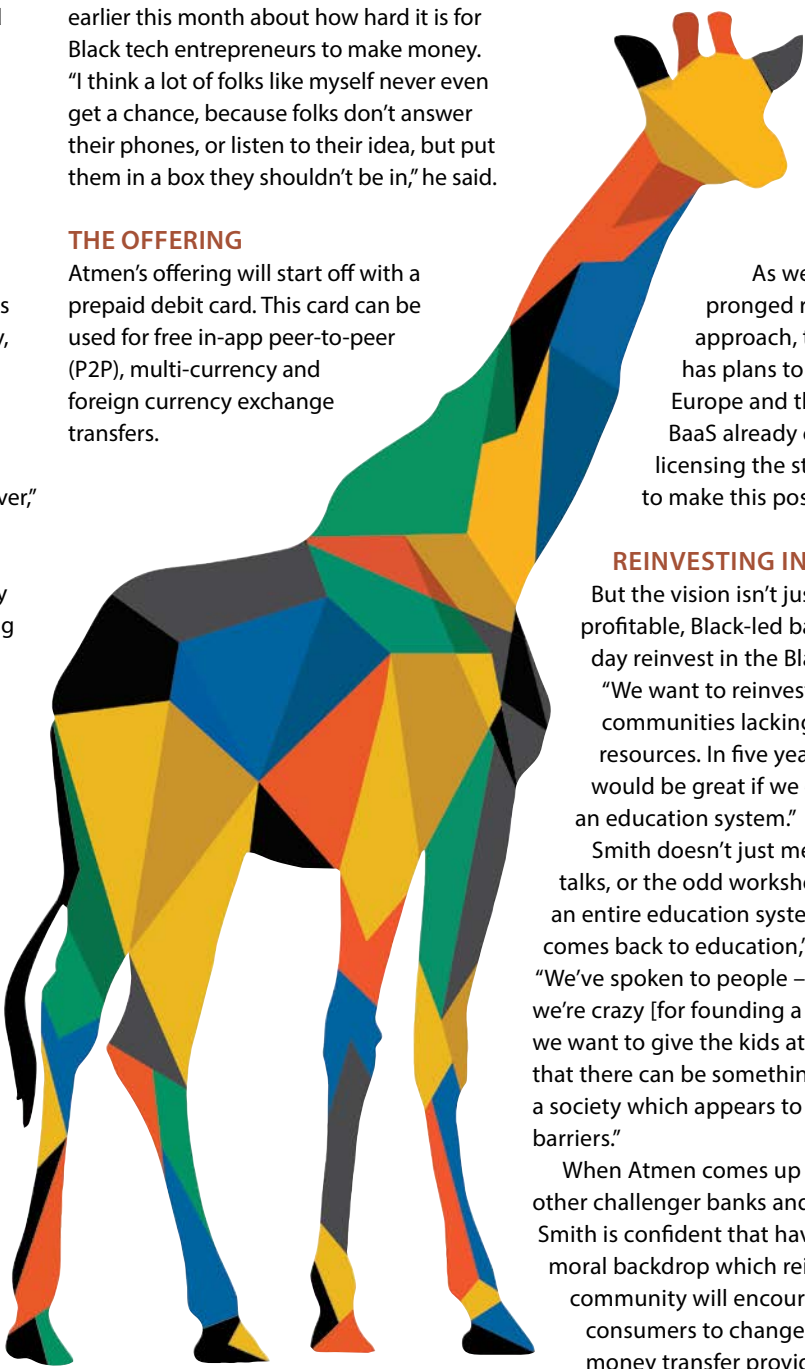 s
y,
ver,”
y
g
earlier this month about how hard it is for
Black tech entrepreneurs to make money.
“I think a lot of folks like myself never even
get a chance, because folks don’t answer
their phones, or listen to their idea, but put
them in a box they shouldn’t be in,” he said.
THE OFFERING
Atmen’s offering will start off with a
prepaid debit card. This card can be
used for free in-app peer-to-peer
(P2P), multi-currency and
foreign currency exchange
transfers.
As we
pronged r
approach, t
has plans to
Europe and th
BaaS already
licensing the st
to make this pos
REINVESTING IN
But the vision isn’t jus
profitable, Black-led ba
day reinvest in the Bla
“We want to reinvest
communities lacking
resources. In five yea
would be great if we
an education system.”
Smith doesn’t just me
talks, or the odd worksho
an entire education syste
comes back to education,”
“We’ve spoken to people –
we’re crazy [for founding a
we want to give the kids at
that there can be somethin
a society which appears to
barriers.”
When Atmen comes up
other challenger banks and
Smith is confident that hav
moral backdrop which rei
community will encour
consumers to change
money transfer provid